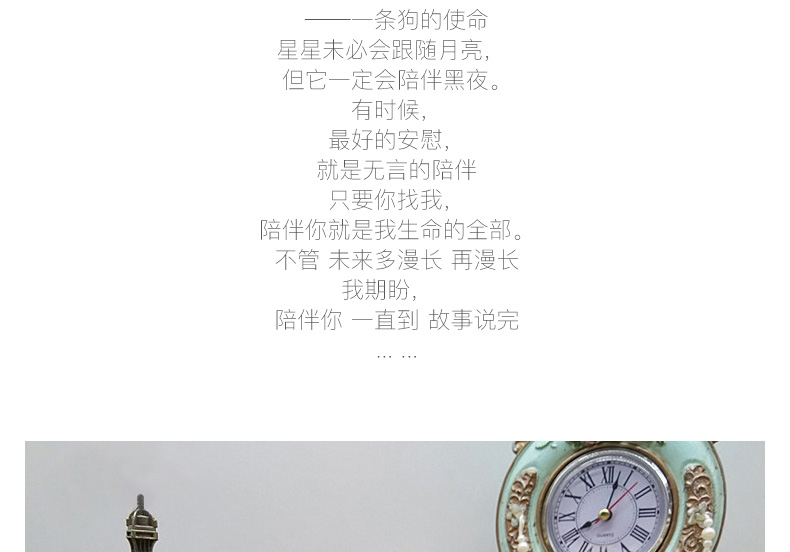 ——一条狗的使命
星星未必会跟随月亮，
但它一定会陪伴黑夜。
有时候，
最好的安慰，
就是无言的陪伴
只要你找我，
陪伴你就是我生命的全部。
不管 未来多漫长 再漫长
我期盼，
陪伴你 一直到 故事说完
... ...
XII
I
II
III
IIII
VII
VIII
IX
X
XI
QUARTZ